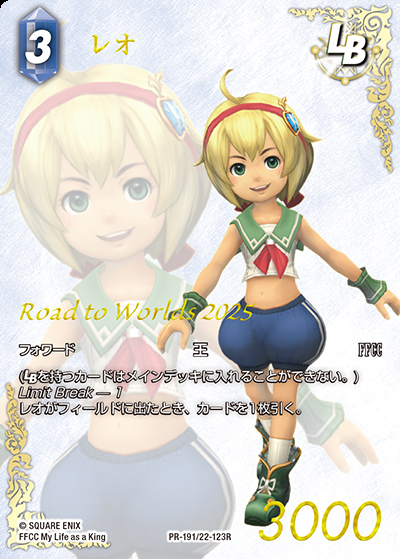 3
レオ
LB
Road to Worlds 2025
フォワード 王 FFCC
(LBを持つカードはメインデッキに入れることができない。)
Limit Break — 1
レオがフィールドに出たとき、カードを1枚引く。
© SQUARE ENIX
FFCC My Life as a King
PR-191/22-123R
3000